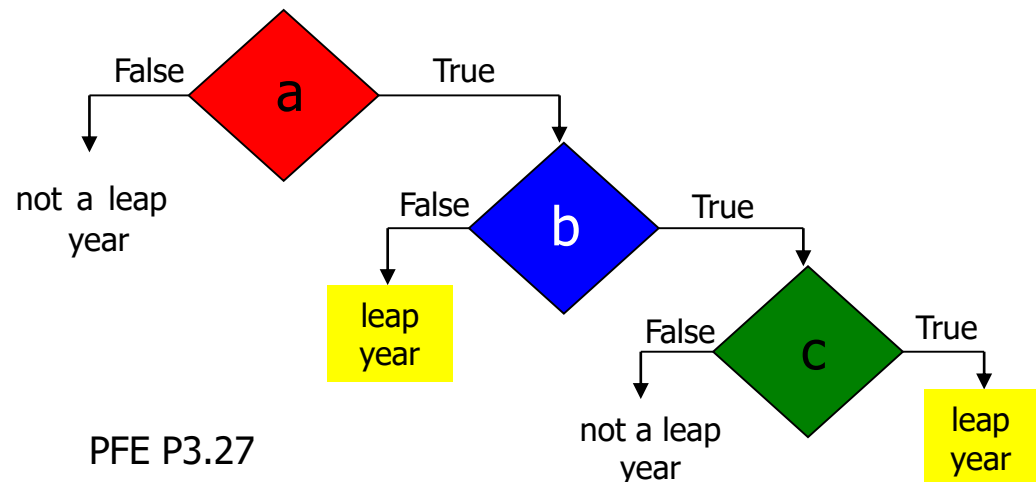 False
a
True
not a leap
year
False
b
True
leap
year
False
c
True
not a leap
year
leap
year
PFE P3.27